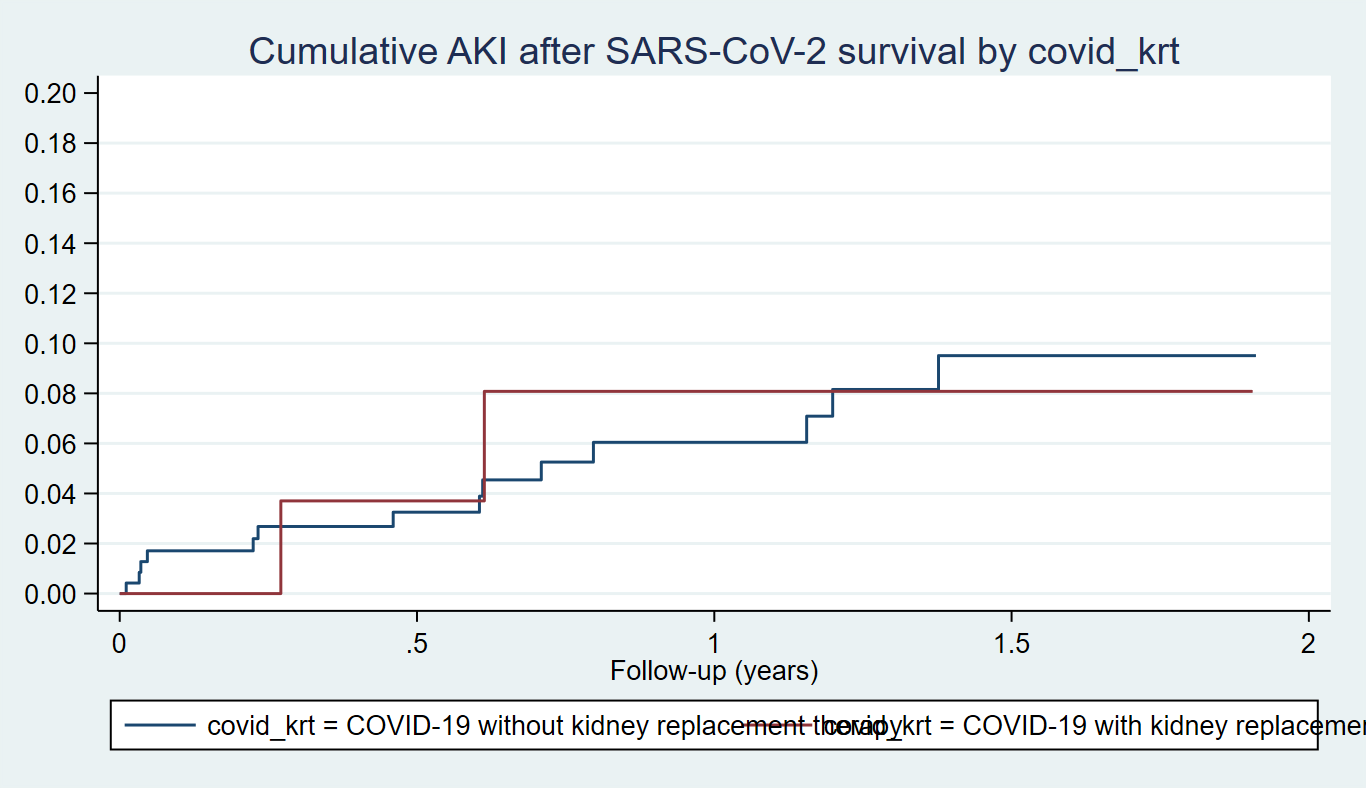 Cumulative AKI after SARS-CoV-2 survival by covid_krt
0.20
0.18
0.16
0.14
0.12
0.10
0.08
0.06
0.04
0.02
0.00
0 .5 1 1.5 2
Follow-up (years)
covid_krt = COVID-19 without kidney replacement therapy covid_krt = COVID-19 with kidney